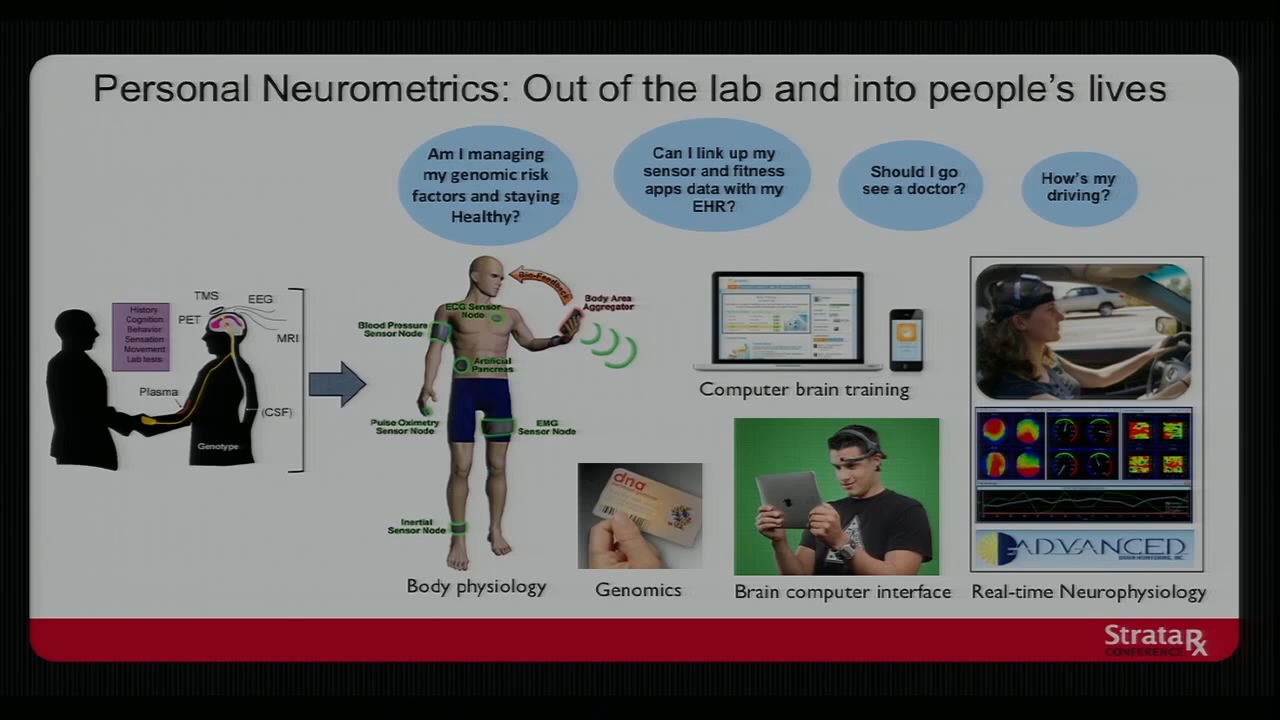 Personal Neurometrics: Out of the lab and into people's lives
Am I managing
my genomic risk
factors and staying
Healthy?
Can I link up my
sensor and fitness
apps data with my
EHR?
Should I go
see a doctor?
How's my
driving?
TMS
EEG
PET
MRI
History
Cognition
Behavior
Sensation
Movement
Lab tests
Plasma
(CSF)
Genotype
Bio-Feedback
ECG Sensor
Node
Body Area
Aggregator
Blood Pressure
Sensor Node
Artificial
Pancreas
Pulse Oximetry
Sensor Node
EMG
Sensor Node
Inertial
Sensor Node
Body physiology
dna
Genomics
Computer brain training
Brain computer interface
ADVANCED
BRAIN MONITORING, INC.
Real-time Neurophysiology
Strata Rx
CONFERENCE